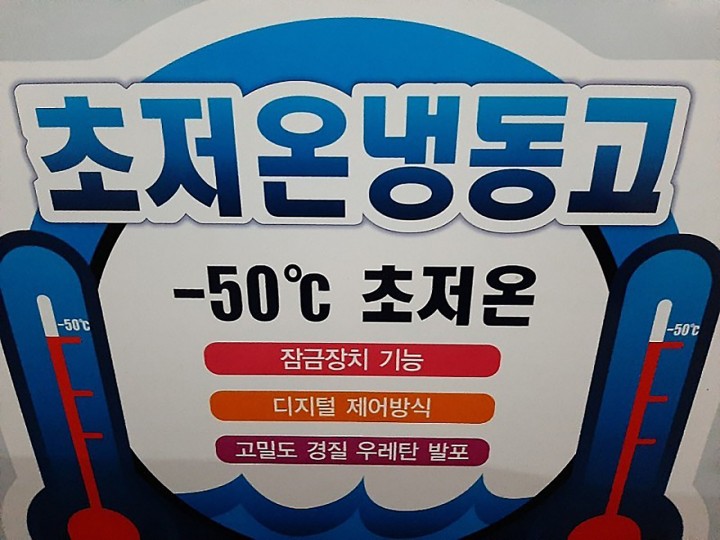 초저온냉동고
-50℃ 초저온
-50℃
-50℃
잠금장치 기능
디지털 제어방식
고밀도 경질 우레탄 발포